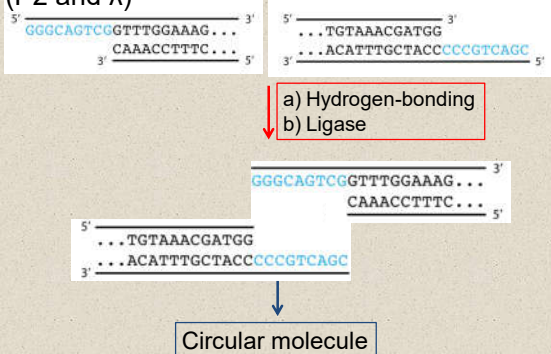 (P2 and λ)
5' 3' 5' 3'
GGGCAGTCGGTTTGGAAAG... ...TGTAAACGATGG
CAAACCTTTC... ...ACATTTGCTACCCCCGTCAGC
3' 5' 3' 5'
a) Hydrogen-bonding
b) Ligase
3'
GGGCAGTCGGTTTGGAAAG...
CAAACCTTTC...
5'
5'
...TGTAAACGATGG
...ACATTTGCTACCCCCGTCAGC
3'
Circular molecule